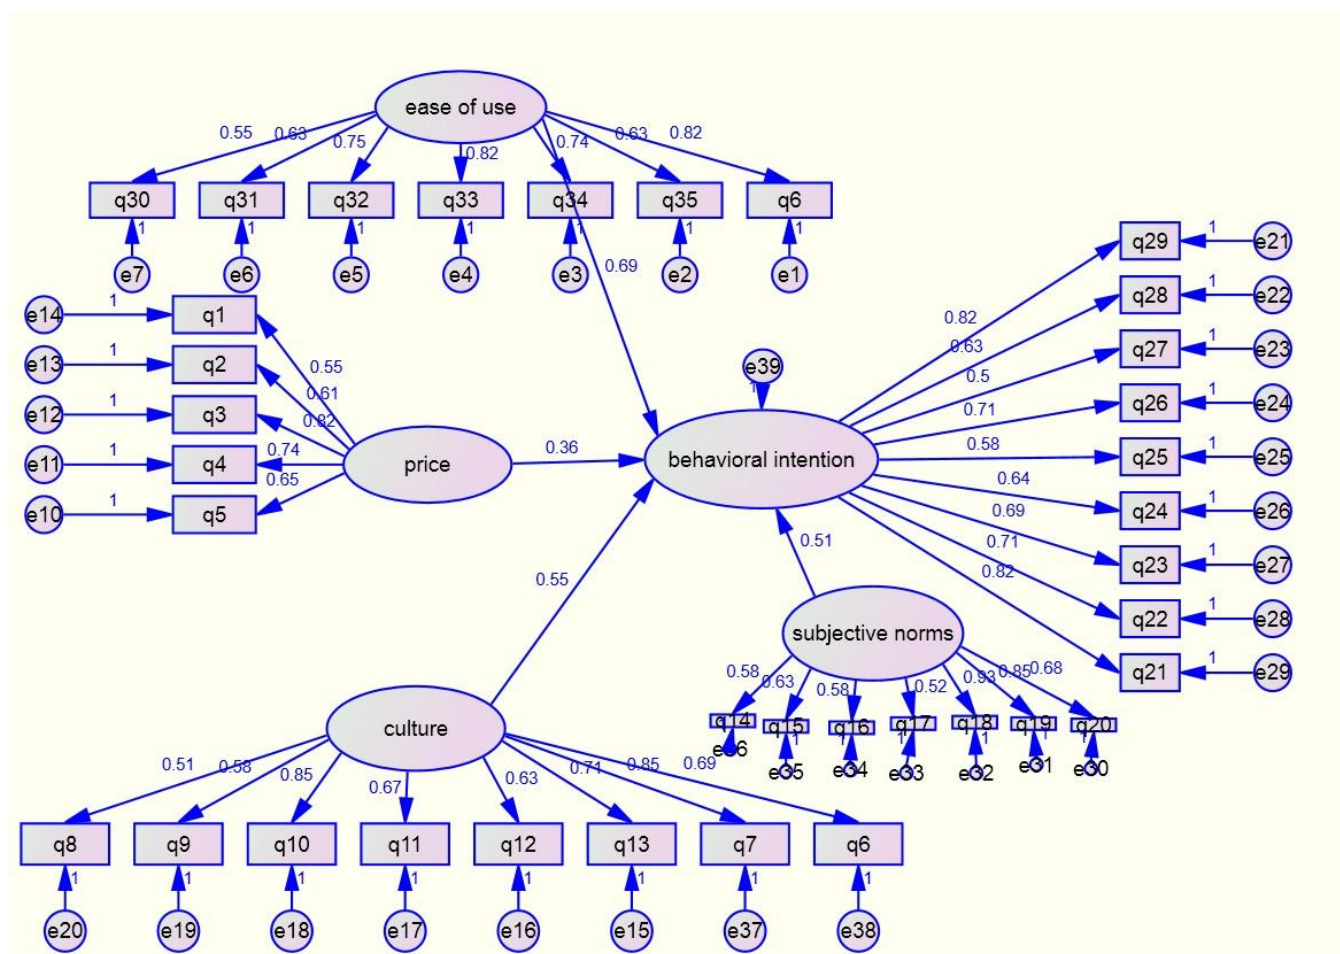 ease of use
0.55 0.63 0.75 0.82 0.74 0.63 0.82
q30 q31 q32 q33 q34 q35 q6
1 1 1 1 1 1 1
e7 e6 e5 e4 e3 e2 e1
0.69
e14 1 q1
e13 1 q2
e12 1 q3
e11 1 q4
e10 1 q5
0.55
0.61
0.82
0.74
0.65
price
0.36
e39
1
behavioral intention
0.82
0.63
0.5
0.71
0.58
0.64
0.69
0.71
0.82
q29 1 e21
q28 1 e22
q27 1 e23
q26 1 e24
q25 1 e25
q24 1 e26
q23 1 e27
q22 1 e28
q21 1 e29
0.51
subjective norms
0.58 0.63 0.58 0.52 0.93 0.85 0.68
q14 q15 q16 q17 q18 q19 q20
1 1 1 1 1 1
e36 e35 e34 e33 e32 e31 e30
0.55
culture
0.51 0.58 0.85 0.67 0.63 0.71 0.85 0.69
q8 q9 q10 q11 q12 q13 q7 q6
1 1 1 1 1 1 1 1
e20 e19 e18 e17 e16 e15 e37 e38